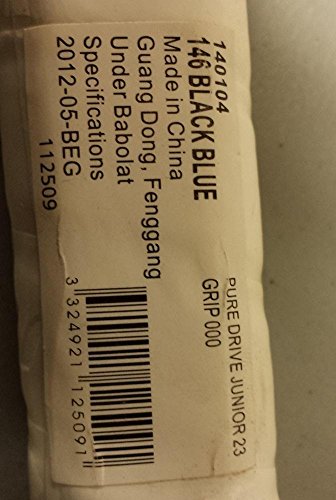 140104
146 BLACK BLUE
Made in China
Guang Dong, Fenggang
Under Babolat
Specifications
2012-05-BEG
112509
PURE DRIVE JUNIOR 23
GRIP 000
3 324921 125091